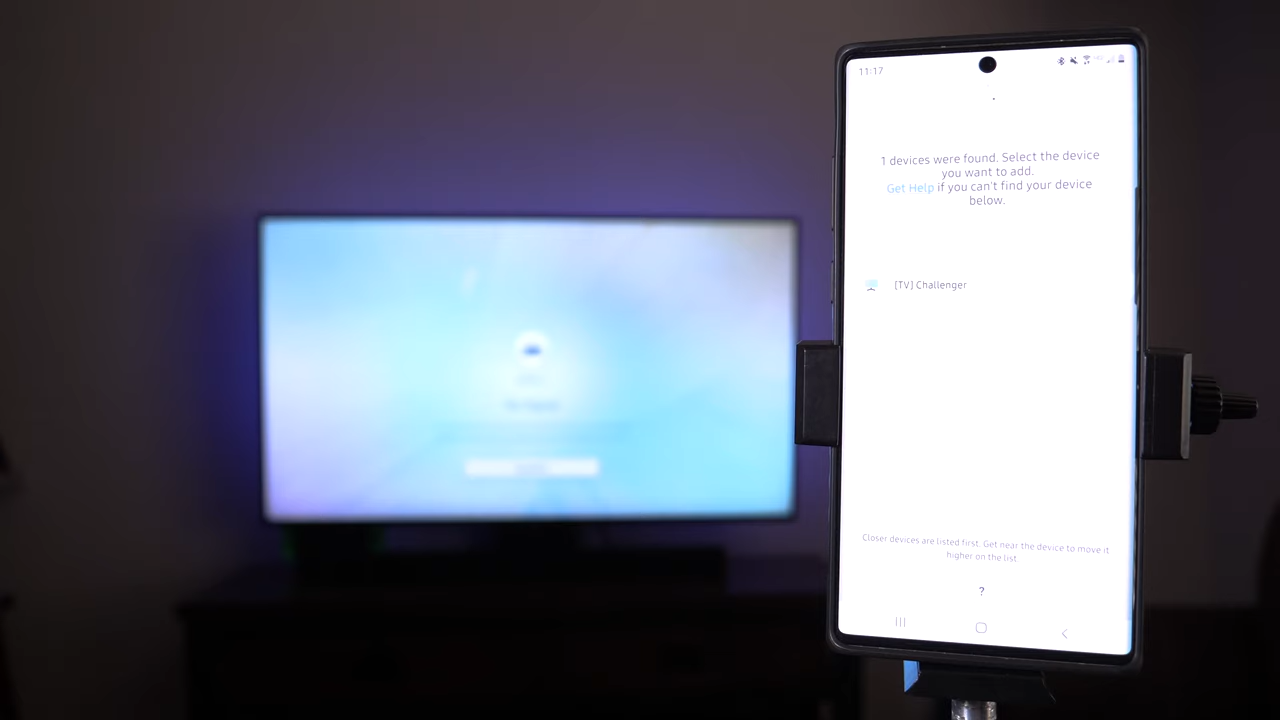 11:17
1 devices were found. Select the device
you want to add.
Get Help if you can't find your device
below.
[TV] Challenger
Closer devices are listed first. Get near the device to move it
higher on the list.
?